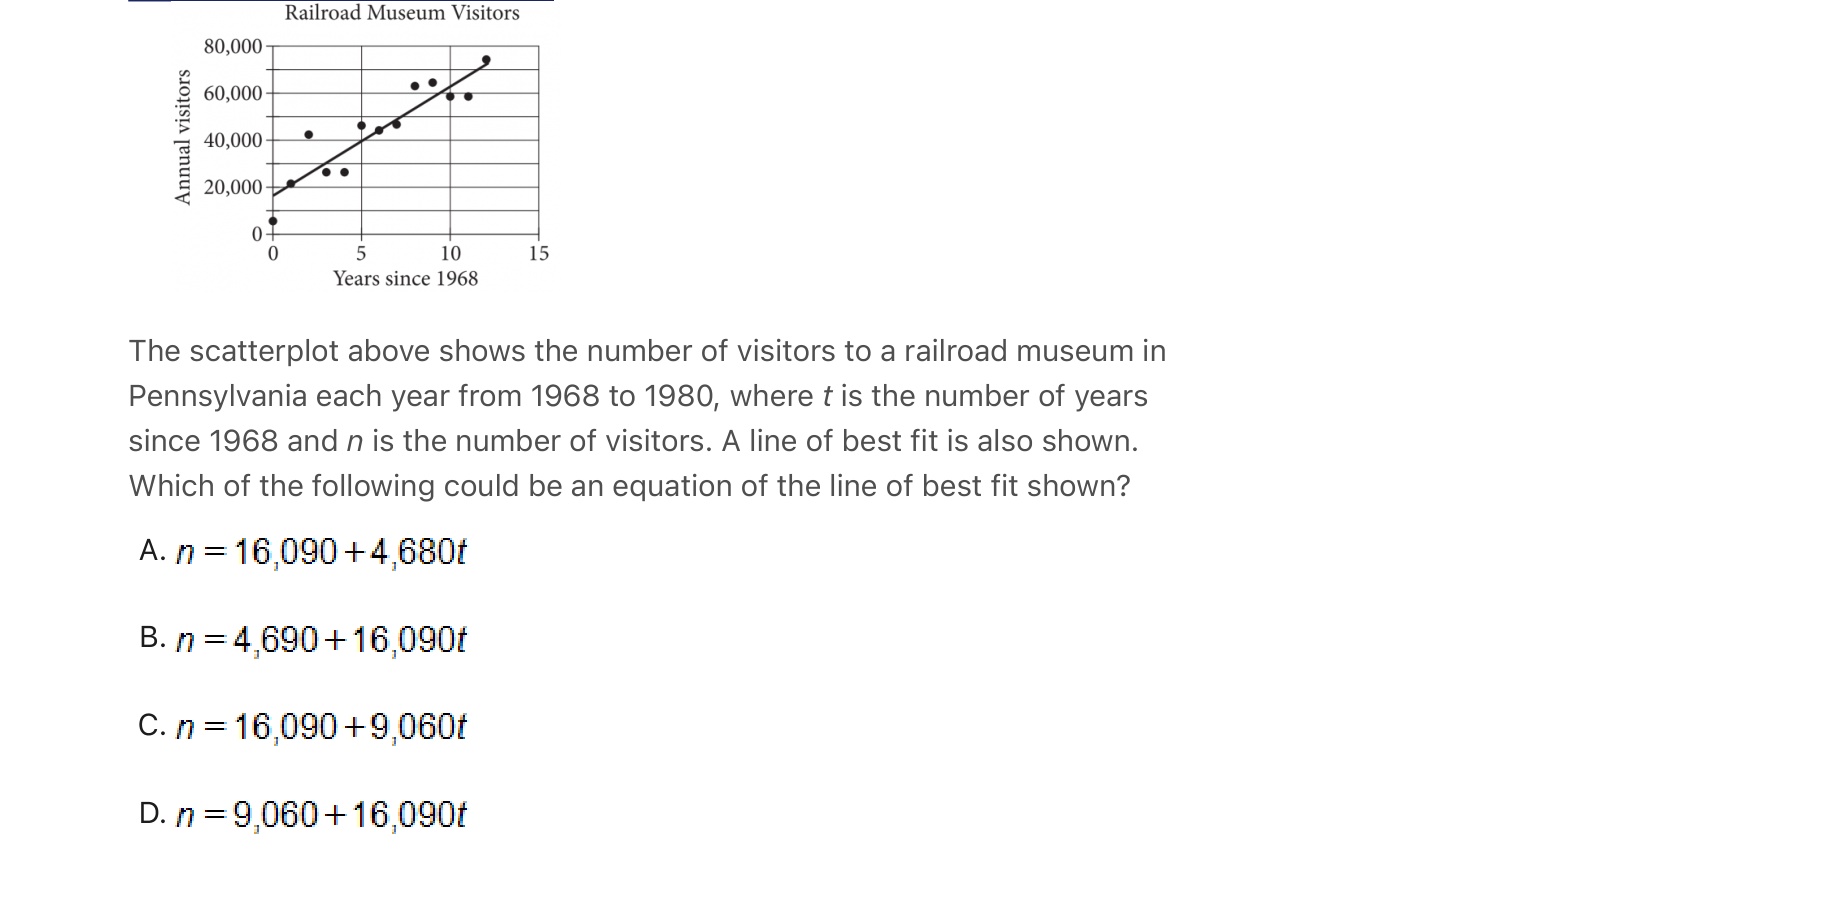 Railroad Museum Visitors
80,000
60,000
40,000
20,000
0
Annual visitors
0 5 10 15
Years since 1968
The scatterplot above shows the number of visitors to a railroad museum in
Pennsylvania each year from 1968 to 1980, where t is the number of years
since 1968 and n is the number of visitors. A line of best fit is also shown.
Which of the following could be an equation of the line of best fit shown?
A. n = 16,090 + 4,680t
B. n = 4,690 + 16,090t
C. n = 16,090 + 9,060t
D. n = 9,060 + 16,090t